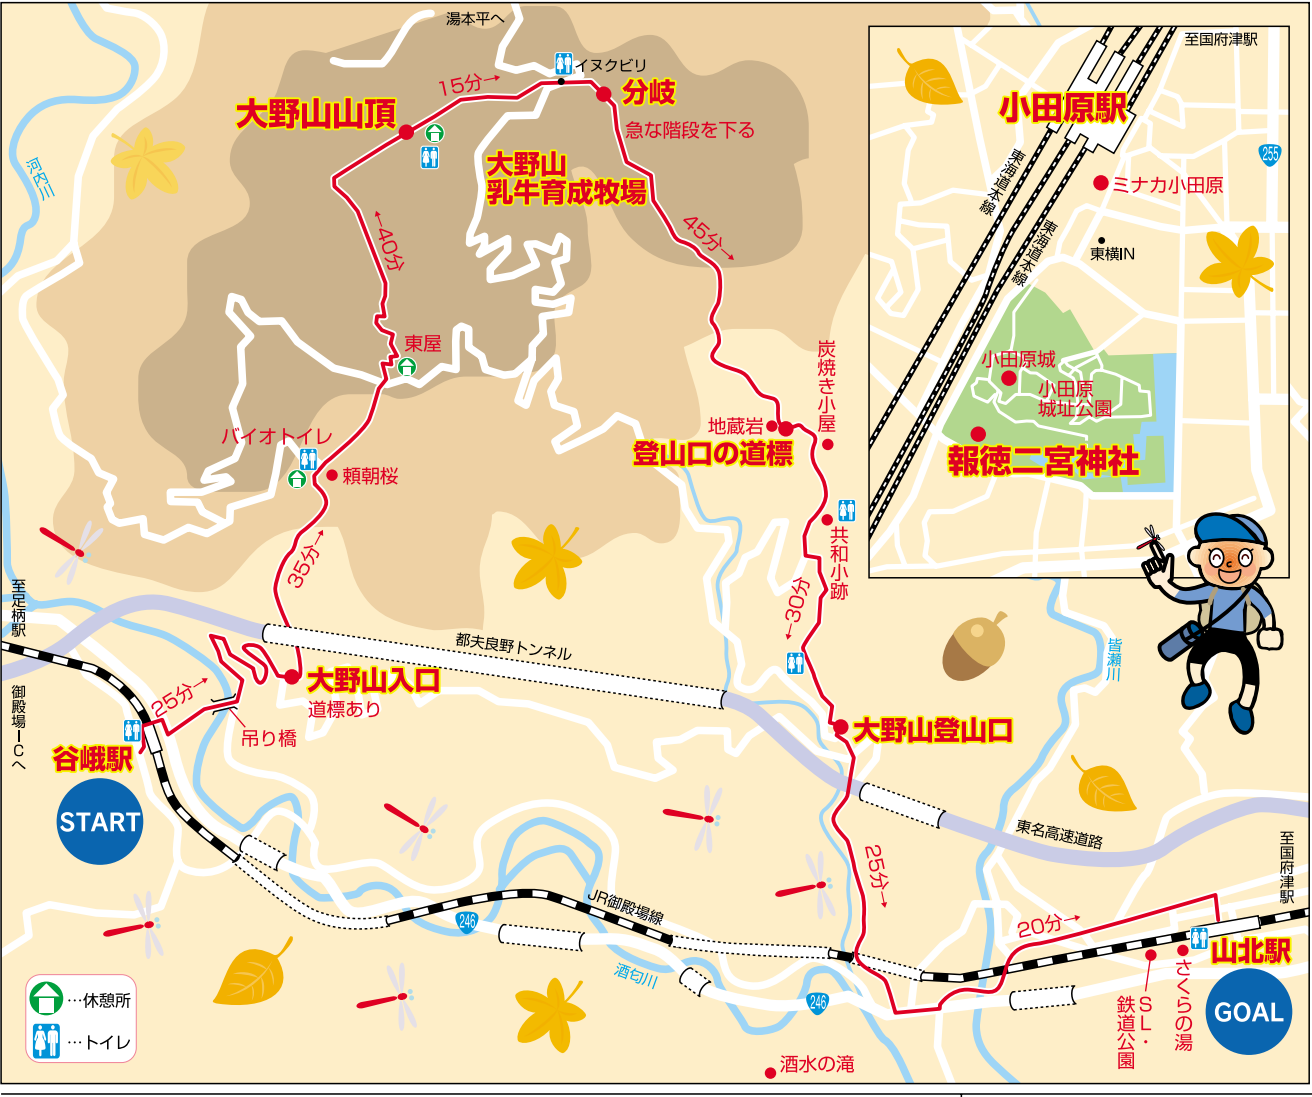 湯本平へ
イヌクビリ
分岐
急な階段を下る
15分→
大野山山頂
大野山
乳牛育成牧場
河内川
←40分
45分→
東屋
バイオトイレ
頼朝桜
35分→
炭焼き小屋
地蔵岩
登山口の道標
共和小跡
←30分
至足柄駅
御殿場ICへ
都夫良野トンネル
大野山入口
道標あり
25分→
吊り橋
谷峨駅
START
大野山登山口
皆瀬川
東名高速道路
25分→
20分→
至国府津駅
JR御殿場線
246
酒匂川
246
山北駅
GOAL
さくらの湯
SL・
鉄道公園
洒水の滝
…休憩所
…トイレ
至国府津駅
小田原駅
255
東海道本線
東海道本線
ミナカ小田原
東横IN
小田原城
小田原
城址公園
報徳二宮神社